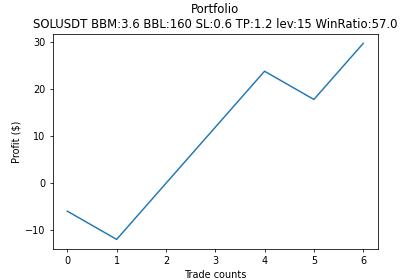 Portfolio
SOLUSDT BBM:3.6 BBL:160 SL:0.6 TP:1.2 lev:15 WinRatio:57.0
30
20
10
0
−10
Profit ($)
0 1 2 3 4 5 6
Trade counts